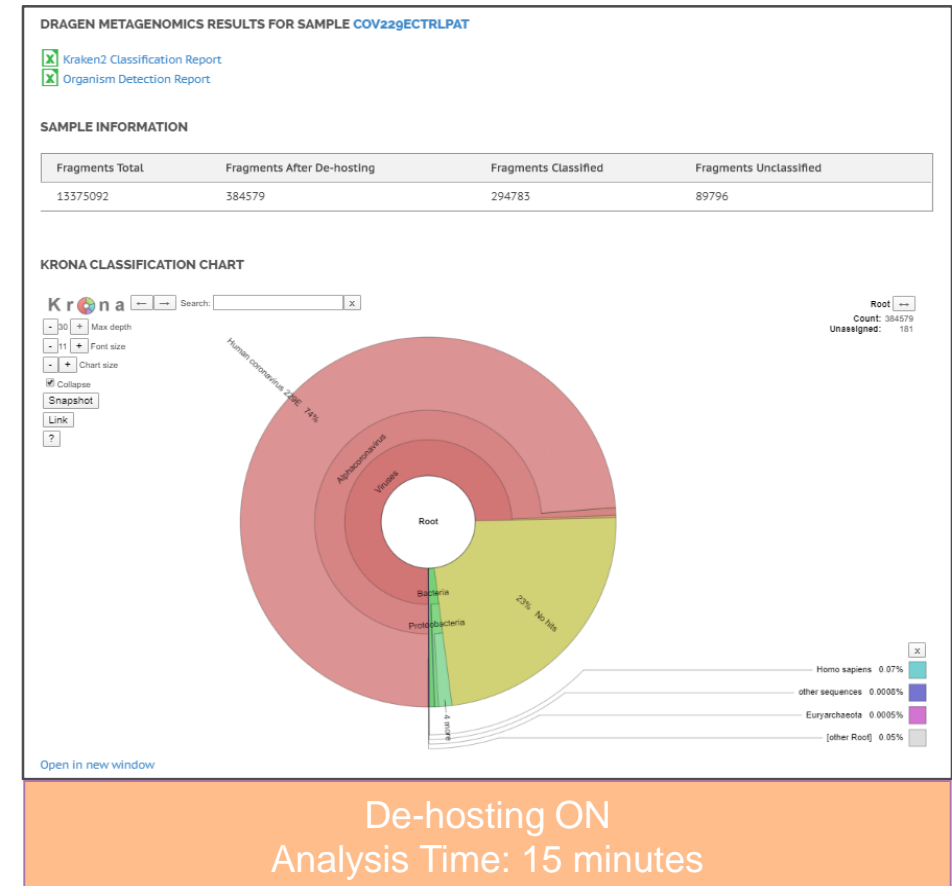 DRAGEN METAGENOMICS RESULTS FOR SAMPLE COV229ECTRLPAT
Kraken2 Classification Report
Organism Detection Report
SAMPLE INFORMATION
Fragments Total Fragments After De-hosting Fragments Classified Fragments Unclassified
13375092 384579 294783 89796
KRONA CLASSIFICATION CHART
Krona ← → Search: x
- 30 + Max depth
- 11 + Font size
- + Chart size
Collapse
Snapshot
Link
?
Root ↔
Count: 384579
Unassigned: 181
Human coronavirus 229E 74%
Alphacoronavirus
Viruses
Root
Bacteria
Proteobacteria
23% No hits
4 more
x
Homo sapiens 0.07%
other sequences 0.0008%
Euryarchaeota 0.0005%
[other Root] 0.05%
Open in new window
De-hosting ON
Analysis Time: 15 minutes